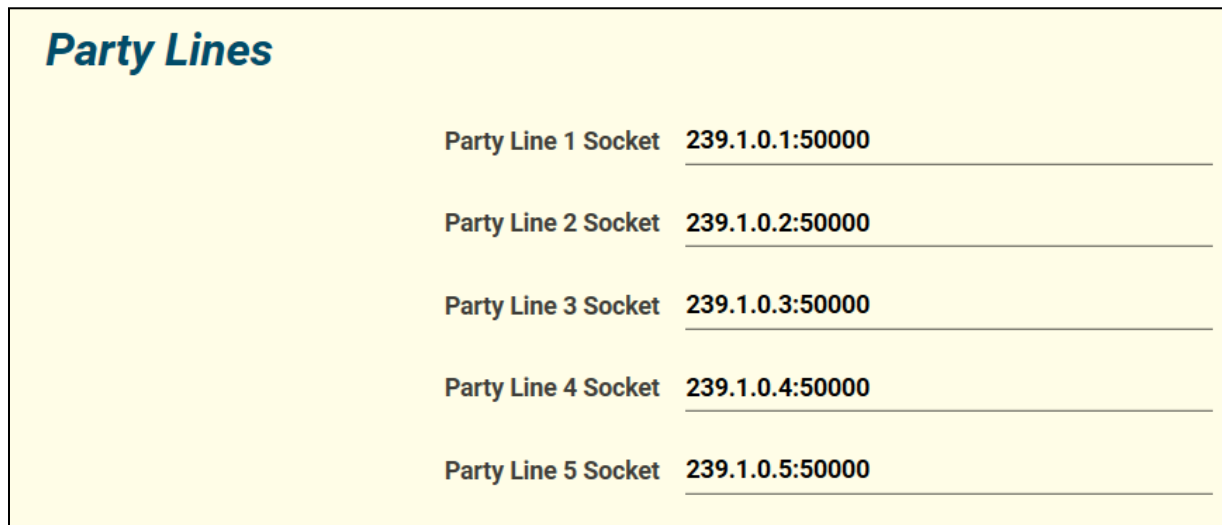 Party Lines
Party Line 1 Socket 239.1.0.1:50000
Party Line 2 Socket 239.1.0.2:50000
Party Line 3 Socket 239.1.0.3:50000
Party Line 4 Socket 239.1.0.4:50000
Party Line 5 Socket 239.1.0.5:50000